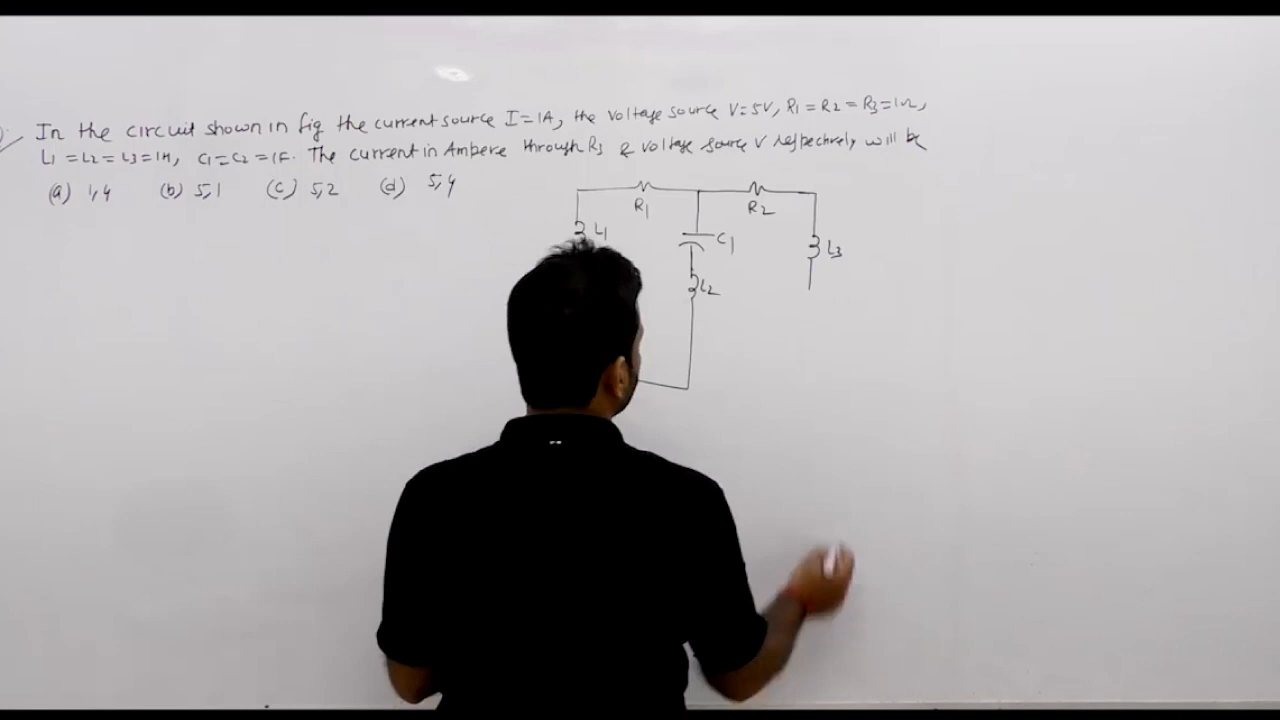 In the circuit shown in fig the current source I=1A, the voltage source V=5V, R1=R2=R3=1Ω,
L1=L2=L3=1H, C1=C2=1F. The current in Ampere through R3 & voltage source V respectively will be
(a) 1,4 (b) 5,1 (c) 5,2 (d) 5,4
R1 R2
L1 C1 L3
L2